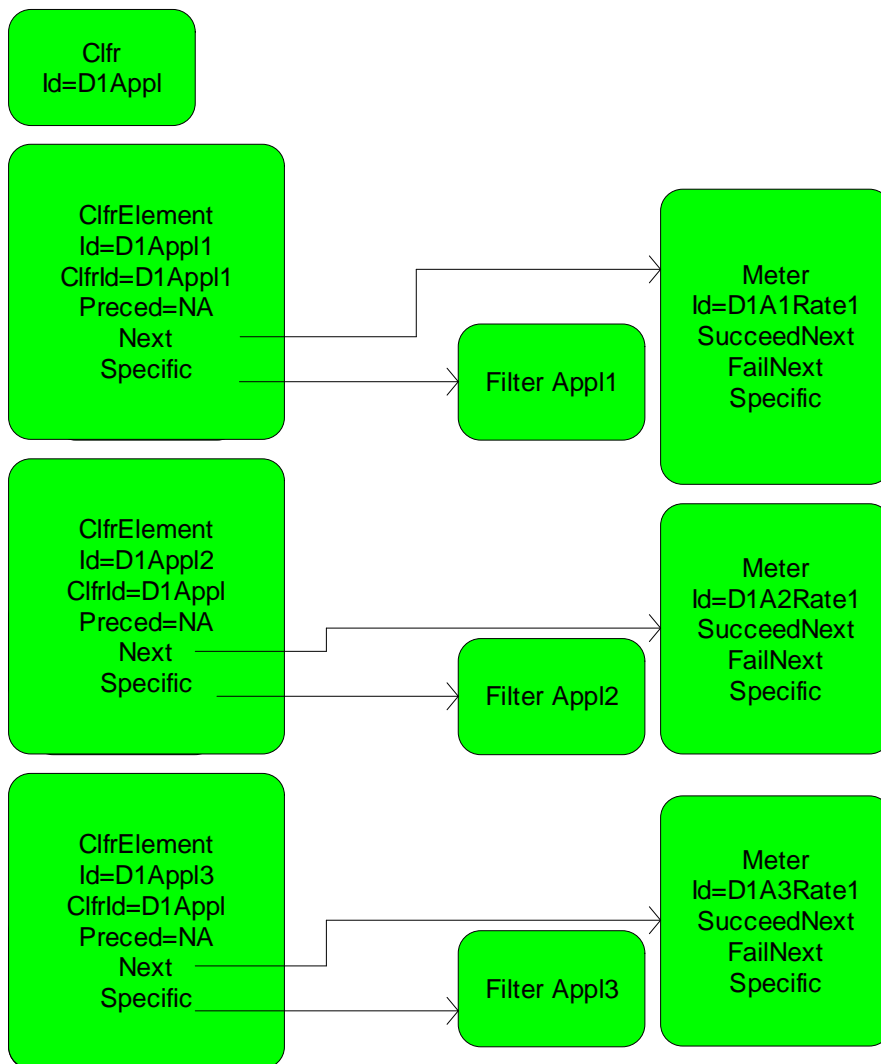 Clfr
Id=D1Appl
ClfrElement
Id=D1Appl1
ClfrId=D1Appl1
Preced=NA
Next
Specific
Filter Appl1
Meter
Id=D1A1Rate1
SucceedNext
FailNext
Specific
ClfrElement
Id=D1Appl2
ClfrId=D1Appl
Preced=NA
Next
Specific
Filter Appl2
Meter
Id=D1A2Rate1
SucceedNext
FailNext
Specific
ClfrElement
Id=D1Appl3
ClfrId=D1Appl
Preced=NA
Next
Specific
Filter Appl3
Meter
Id=D1A3Rate1
SucceedNext
FailNext
Specific